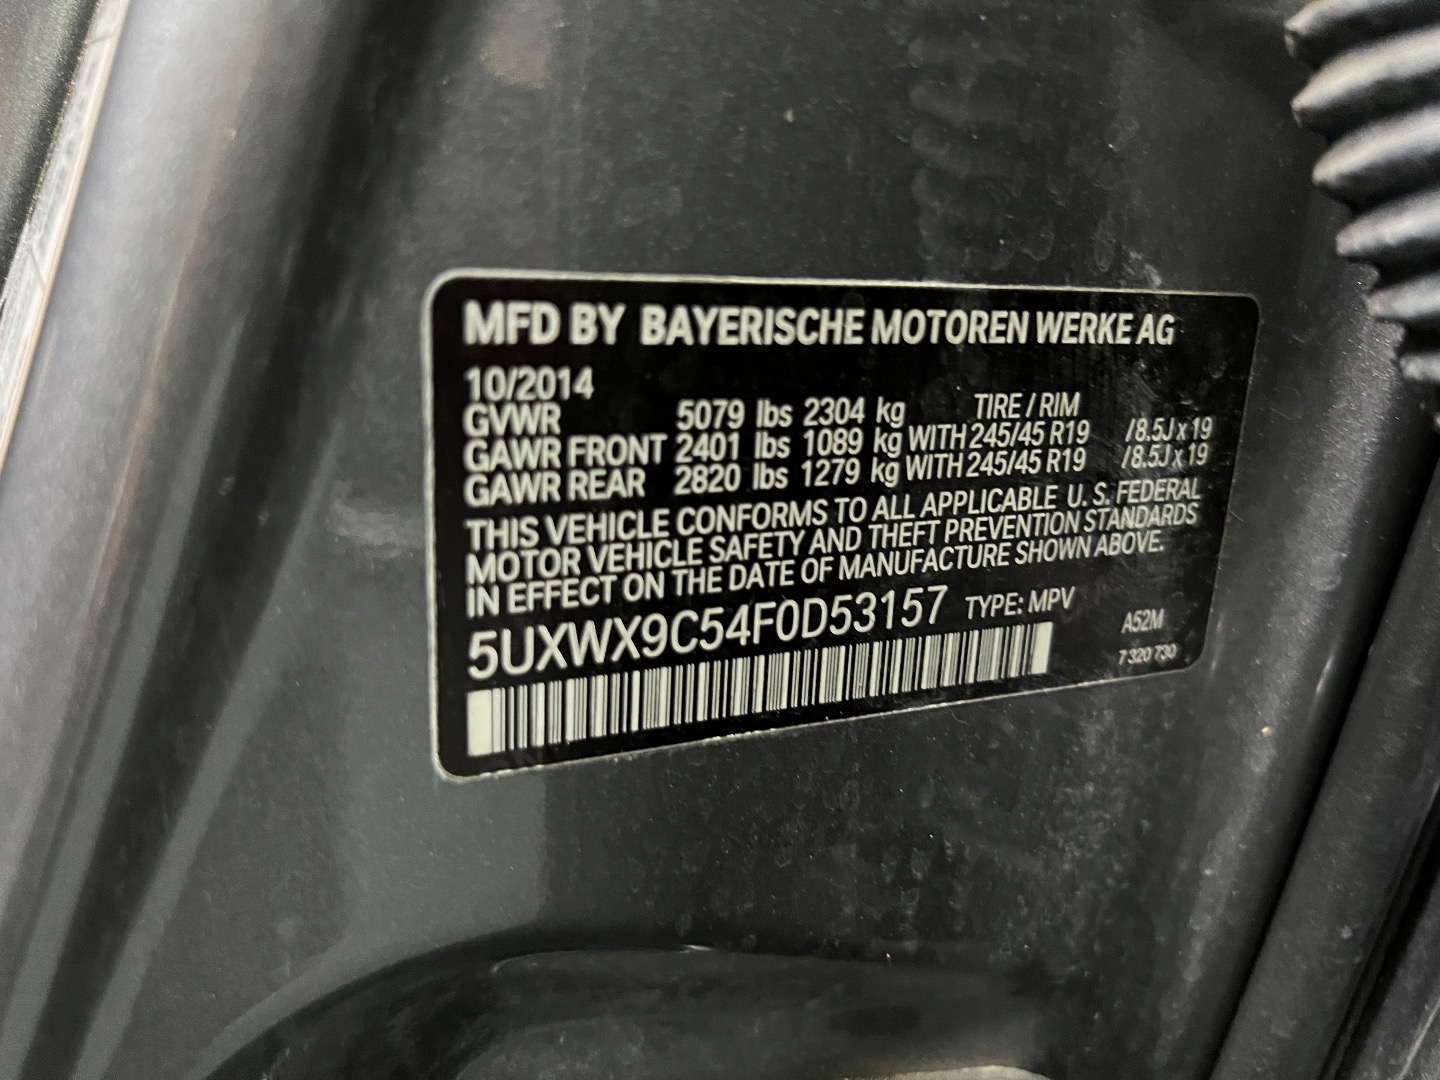 MFD BY BAYERISCHE MOTOREN WERKE AG
10/2014
GVWR 5079 lbs 2304 kg TIRE / RIM
GAWR FRONT 2401 lbs 1089 kg WITH 245/45 R19 /8.5J x 19
GAWR REAR 2820 lbs 1279 kg WITH 245/45 R19 /8.5J x 19
THIS VEHICLE CONFORMS TO ALL APPLICABLE U. S. FEDERAL
MOTOR VEHICLE SAFETY AND THEFT PREVENTION STANDARDS
IN EFFECT ON THE DATE OF MANUFACTURE SHOWN ABOVE.
5UXWX9C54F0D53157 TYPE: MPV
A52M
7 320 730